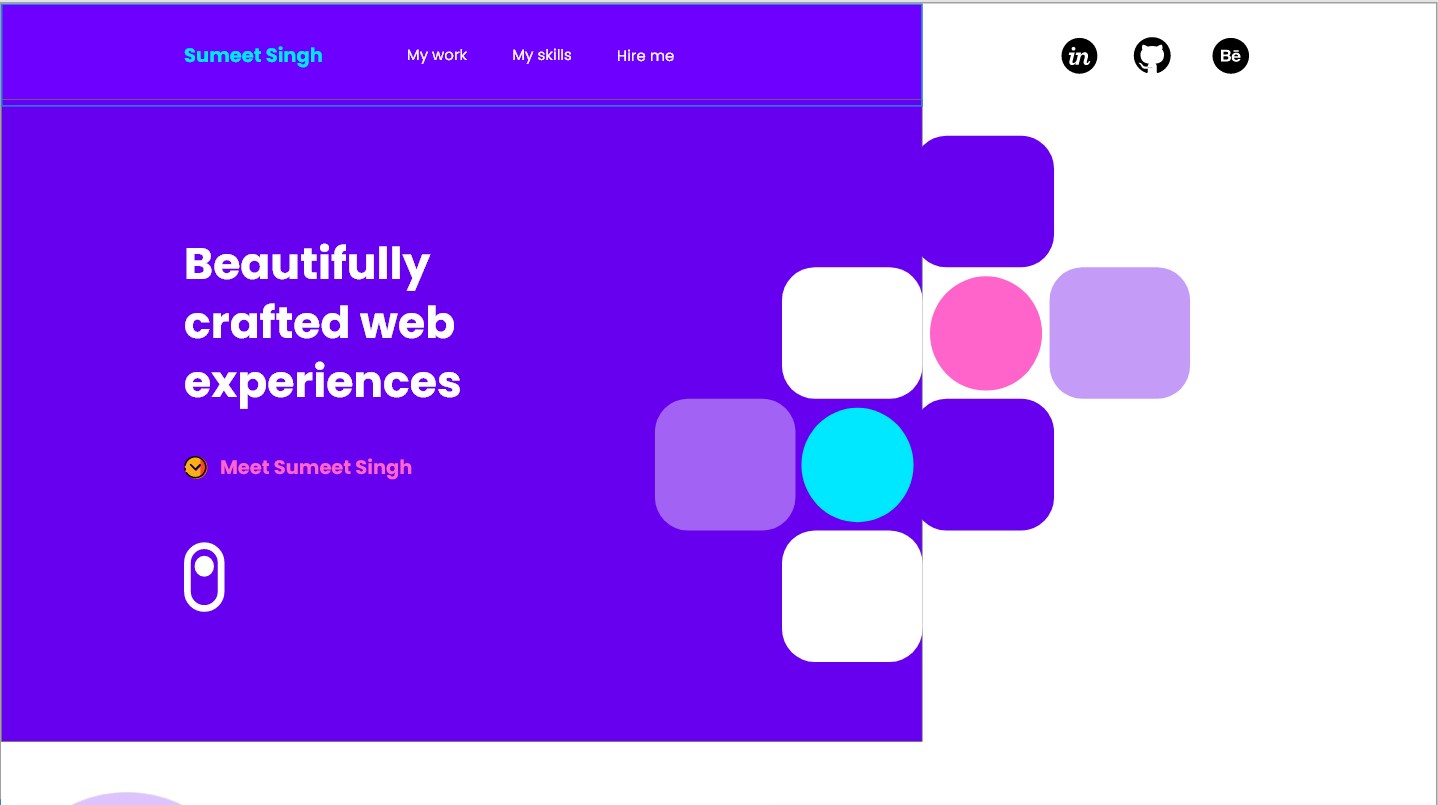 Sumeet Singh
My work
My skills
Hire me
in
Bē
Beautifully
crafted web
experiences
Meet Sumeet Singh